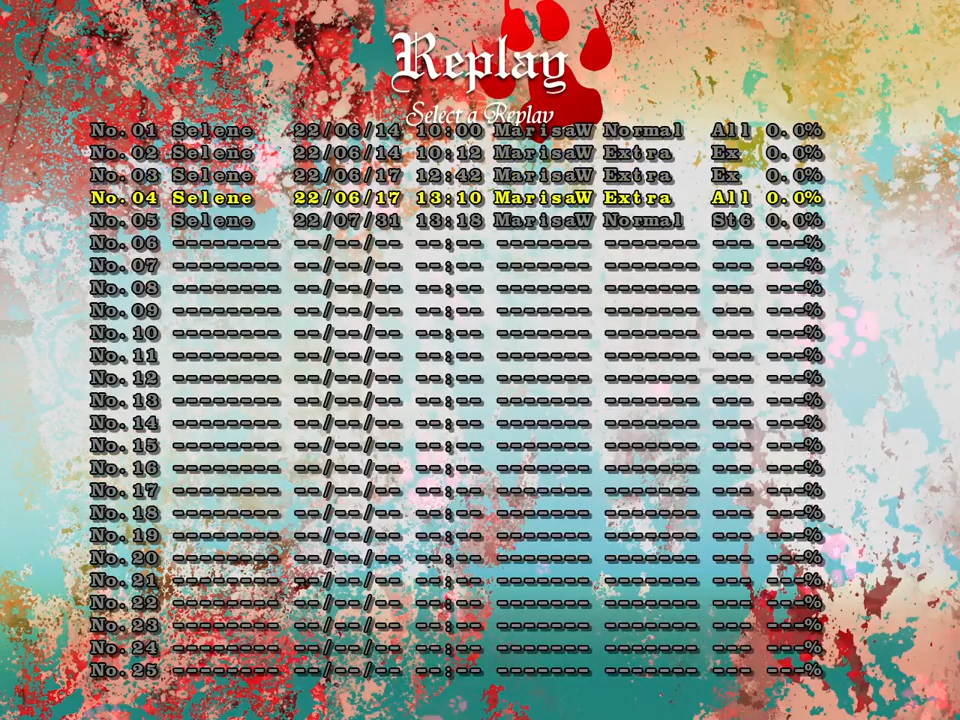 Replay
Select a Replay
No.01 Selene 22/06/14 10:00 MarisaW Normal All 0.0%
No.02 Selene 22/06/14 10:12 MarisaW Extra Ex 0.0%
No.03 Selene 22/06/17 12:42 MarisaW Extra Ex 0.0%
No.04 Selene 22/06/17 13:10 MarisaW Extra All 0.0%
No.05 Selene 22/07/31 13:18 MarisaW Normal St6 0.0%
No.06 -------- --/--/-- --:-- ------- ------- --- ---%
No.07 -------- --/--/-- --:-- ------- ------- --- ---%
No.08 -------- --/--/-- --:-- ------- ------- --- ---%
No.09 -------- --/--/-- --:-- ------- ------- --- ---%
No.10 -------- --/--/-- --:-- ------- ------- --- ---%
No.11 -------- --/--/-- --:-- ------- ------- --- ---%
No.12 -------- --/--/-- --:-- ------- ------- --- ---%
No.13 -------- --/--/-- --:-- ------- ------- --- ---%
No.14 -------- --/--/-- --:-- ------- ------- --- ---%
No.15 -------- --/--/-- --:-- ------- ------- --- ---%
No.16 -------- --/--/-- --:-- ------- ------- --- ---%
No.17 -------- --/--/-- --:-- ------- ------- --- ---%
No.18 -------- --/--/-- --:-- ------- ------- --- ---%
No.19 -------- --/--/-- --:-- ------- ------- --- ---%
No.20 -------- --/--/-- --:-- ------- ------- --- ---%
No.21 -------- --/--/-- --:-- ------- ------- --- ---%
No.22 -------- --/--/-- --:-- ------- ------- --- ---%
No.23 -------- --/--/-- --:-- ------- ------- --- ---%
No.24 -------- --/--/-- --:-- ------- ------- --- ---%
No.25 -------- --/--/-- --:-- ------- ------- --- ---%